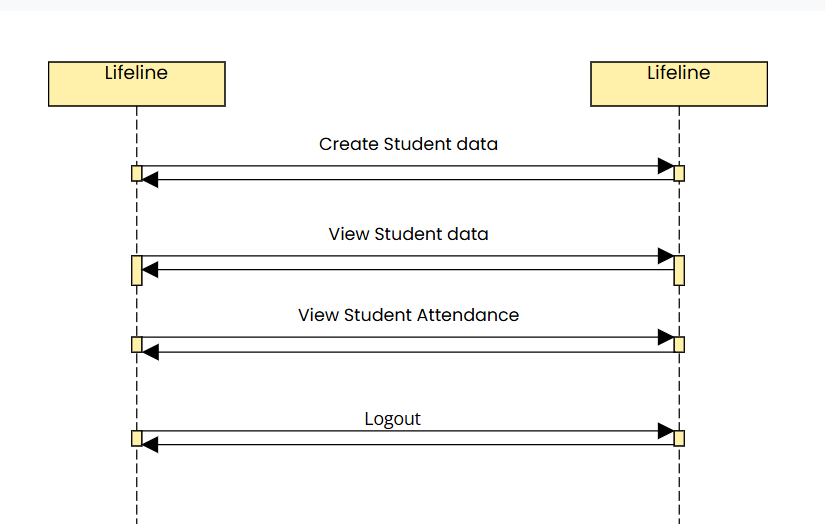 Lifeline
Lifeline
Create Student data
View Student data
View Student Attendance
Logout